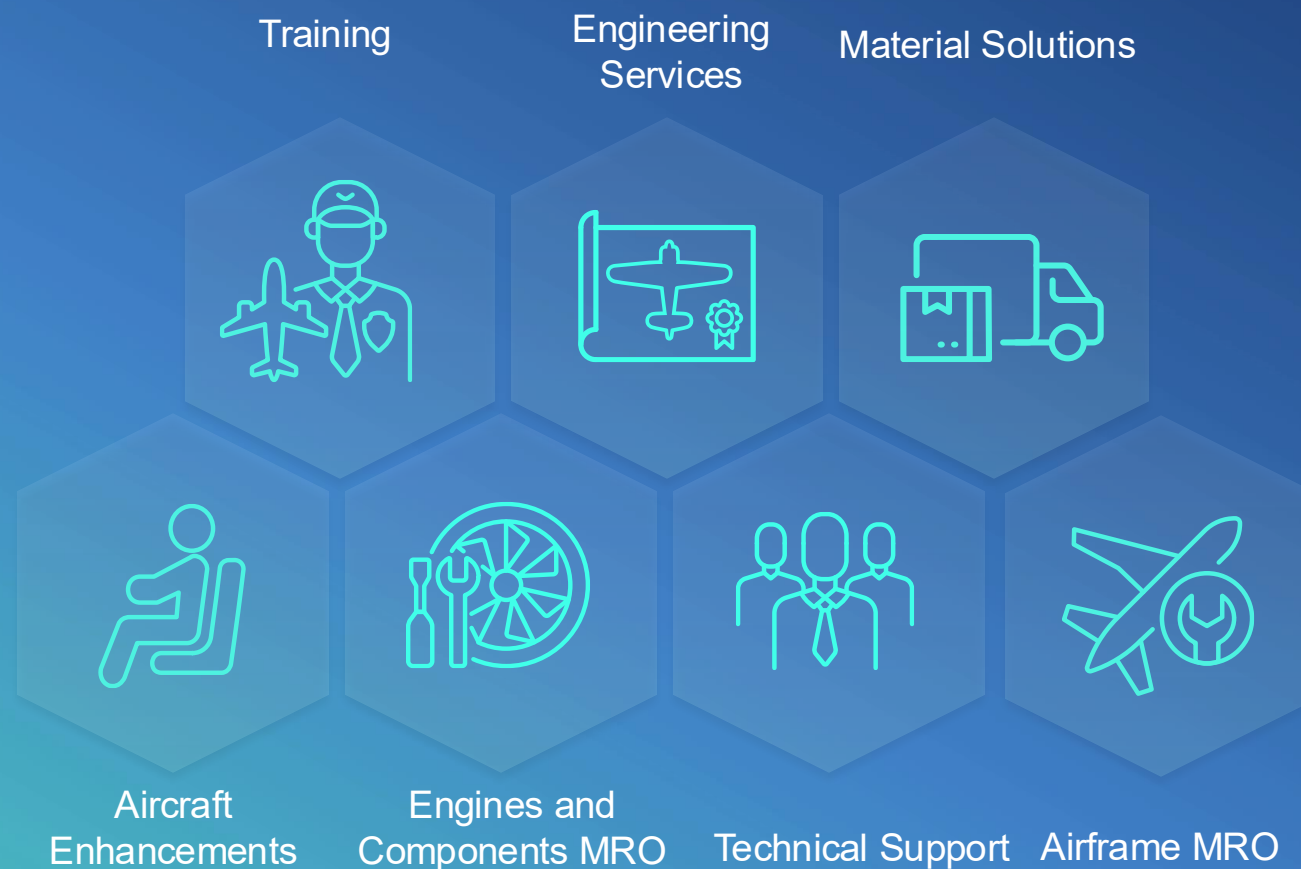 Training
Engineering
Services
Material Solutions
Aircraft
Enhancements
Engines and
Components MRO
Technical Support
Airframe MRO